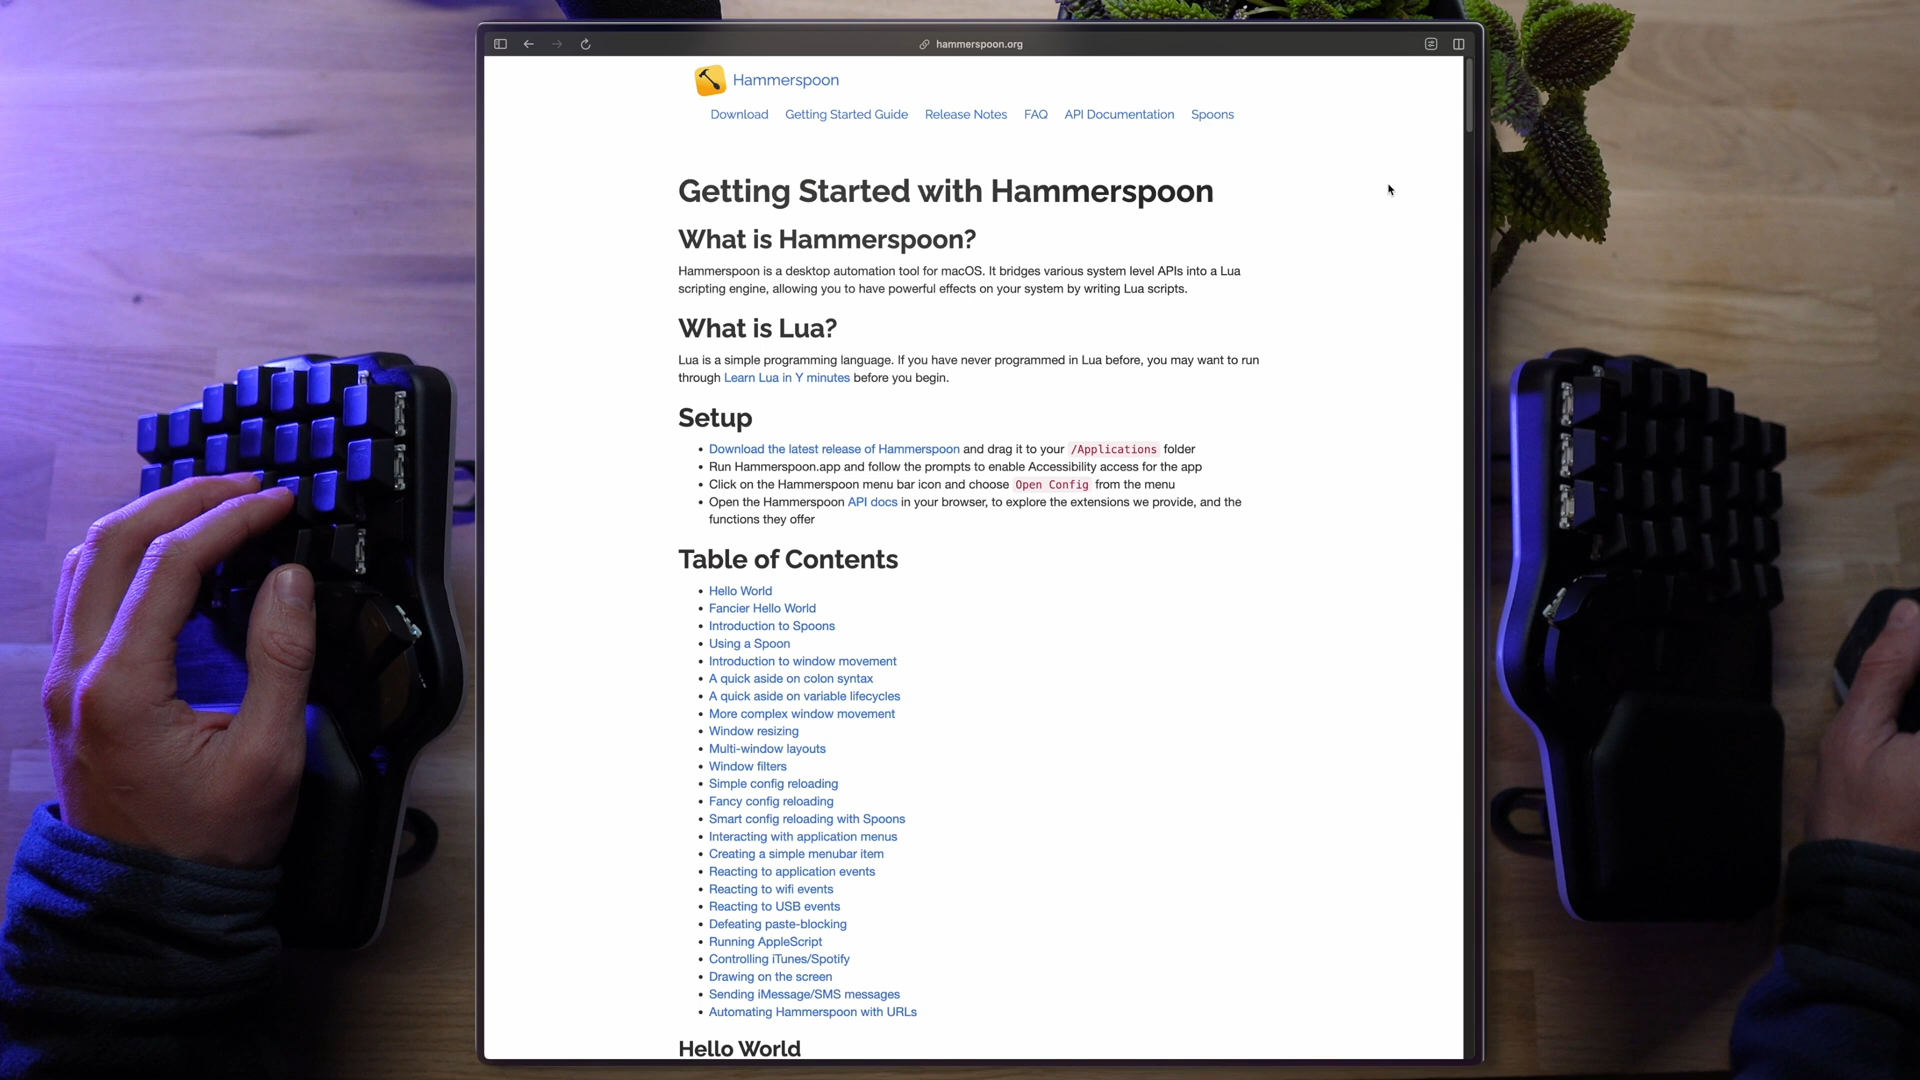 hammerspoon.org
Hammerspoon
Download Getting Started Guide Release Notes FAQ API Documentation Spoons
Getting Started with Hammerspoon
What is Hammerspoon?
Hammerspoon is a desktop automation tool for macOS. It bridges various system level APIs into a Lua
scripting engine, allowing you to have powerful effects on your system by writing Lua scripts.
What is Lua?
Lua is a simple programming language. If you have never programmed in Lua before, you may want to run
through Learn Lua in Y minutes before you begin.
Setup
• Download the latest release of Hammerspoon and drag it to your /Applications folder
• Run Hammerspoon.app and follow the prompts to enable Accessibility access for the app
• Click on the Hammerspoon menu bar icon and choose Open Config from the menu
• Open the Hammerspoon API docs in your browser, to explore the extensions we provide, and the
functions they offer
Table of Contents
• Hello World
• Fancier Hello World
• Introduction to Spoons
• Using a Spoon
• Introduction to window movement
• A quick aside on colon syntax
• A quick aside on variable lifecycles
• More complex window movement
• Window resizing
• Multi-window layouts
• Window filters
• Simple config reloading
• Fancy config reloading
• Smart config reloading with Spoons
• Interacting with application menus
• Creating a simple menubar item
• Reacting to application events
• Reacting to wifi events
• Reacting to USB events
• Defeating paste-blocking
• Running AppleScript
• Controlling iTunes/Spotify
• Drawing on the screen
• Sending iMessage/SMS messages
• Automating Hammerspoon with URLs
Hello World